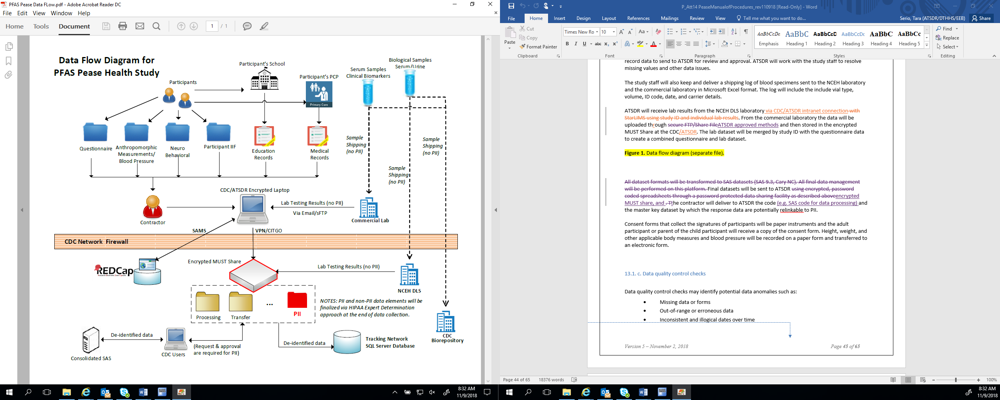 PFAS Pease Data FLow.pdf - Adobe Acrobat Reader DC
File Edit View Window Help
Home Tools Document 1 / 1
Data Flow Diagram for
PFAS Pease Health Study
Participants
Participant's School
SCHOOL
Participant's PCP
Primary Care
Serum Samples
Clinical Biomarkers
Biological Samples
Serum/Urine
Questionnaire
Anthropomorphic
Measurements/
Blood Pressure
Neuro
Behavioral
Participant IIF
Education
Records
Medical
Records
Sample
Shipping
(no PII)
Sample
Shipping
(no PII)
Sample
Shipping
(no PII)
CDC/ATSDR Encrypted Laptop
Contractor
Lab Testing Results (no PII)
Via Email/sFTP
Commercial Lab
SAMS
VPN/CITGO
CDC Network Firewall
REDCap
Research Electronic Data Capture
Encrypted MUST Share
Lab Testing Results (no PII)
NCEH DLS
Processing
Transfer
...
PII
NOTES: PII and non-PII data elements will be
finalized via HIPAA Expert Determination
approach at the end of data collection.
CDC
Biorepository
De-identified data
Consolidated SAS
CDC Users
(Request & approval
are required for PII)
De-identified data
Tracking Network
SQL Server Database
8:32 AM
11/9/2018
P_Att14 PeaseManualofProcedures_rev110918 [Read-Only] - Word
File Home Insert Design Layout References Mailings Review View Tell me what you want to do...
Serio, Tara (ATSDR/DTHHS/EEB) Share
Paste
Cut
Copy
Format Painter
Clipboard
Times New Ro 10
Font
Paragraph
AaBbCcDc AaBbC AaBbCcD AaBbCcDc AaBbC AaBbCc
Emphasis Heading 1 Heading 2 Heading 3 Heading 4 Heading 5
Styles
Find
Replace
Select
Editing
record data to send to ATSDR for review and approval. ATSDR will work with the study staff to resolve
missing values and other data issues.
The study staff will also keep and deliver a shipping log of blood specimens sent to the NCEH laboratory
and the commercial laboratory in Microsoft Excel format. The log will include the include vial type,
volume, ID code, date, and carrier details.
ATSDR will receive lab results from the NCEH DLS laboratory via CDC/ATSDR intranet connection with
StarLIMS using study ID and individual lab results. From the commercial laboratory the data will be
uploaded through secure FTP/Share FileATSDR approved methods and then stored in the encrypted
MUST Share at the CDC/ATSDR. The lab dataset will be merged by study ID with the questionnaire data
to create a combined questionnaire and lab dataset.
Figure 1. Data flow diagram (separate file).
All dataset formats will be transformed to SAS datasets (SAS 9.3, Cary NC). All final data management
will be performed on this platform. Final datasets will be sent to ATSDR using encrypted, password
coded spreadsheets through a password protected data sharing facility as described aboveencrypted
MUST share, and . Tthe contractor will deliver to ATSDR the code (e.g. SAS code for data processing) and
the master key dataset by which the response data are potentially relinkable to PII.
Consent forms that collect the signatures of participants will be paper instruments and the adult
participant or parent of the child participant will receive a copy of the consent form. Height, weight, and
other applicable body measures and blood pressure will be recorded on a paper form and transferred to
an electronic form.
13.1. c. Data quality control checks
Data quality control checks may identify potential data anomalies such as:
• Missing data or forms
• Out-of-range or erroneous data
• Inconsistent and illogical dates over time
Version 5 – November 2, 2018 Page 45 of 65
Page 44 of 65 18376 words 100%
8:32 AM
11/9/2018